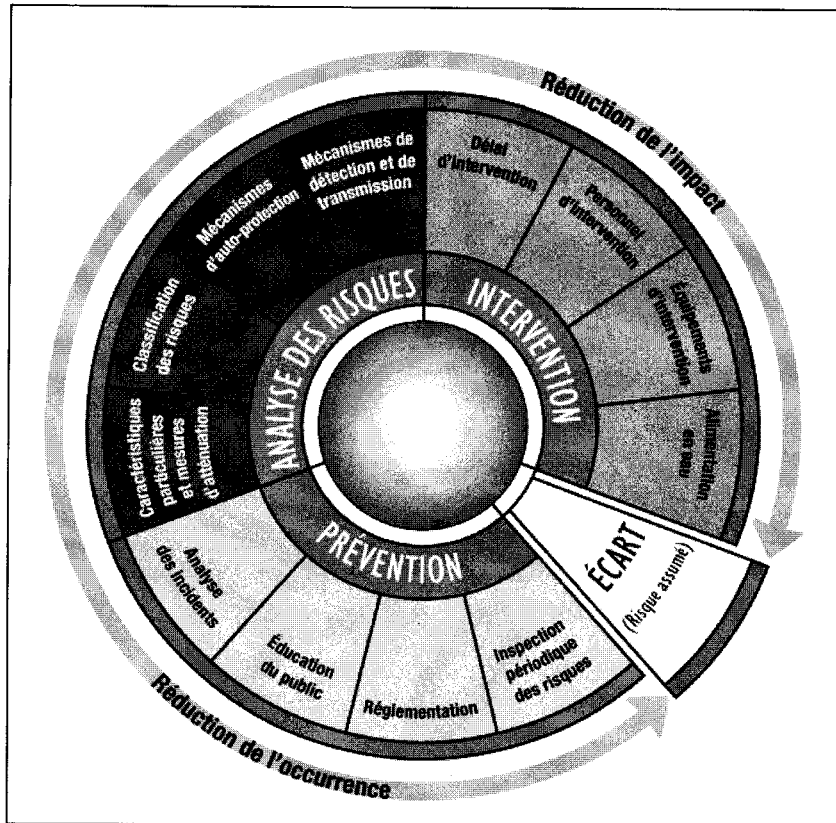 Réduction de l'impact
Mécanismes de
détection et de
transmission
Délai
d'intervention
Personnel
d'intervention
Équipements
d'intervention
Alimentation
en eau
Mécanismes
d'auto-protection
Classification
des risques
Caractéristiques
particulières
et mesures
d'atténuation
ANALYSE DES RISQUES
INTERVENTION
PRÉVENTION
ÉCART
(Risque assumé)
Analyse
des incidents
Éducation
du public
Réglementation
Inspection
périodique
des risques
Réduction de l'occurrence